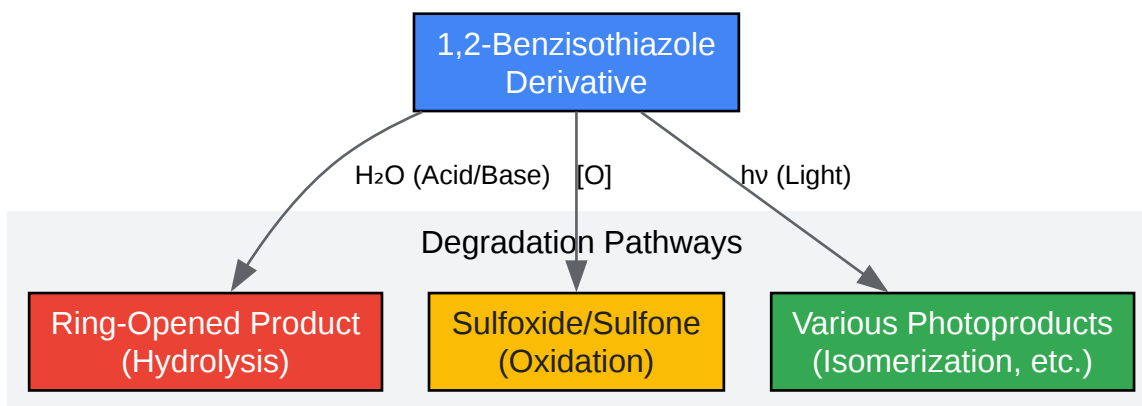 1,2-Benzisothiazole
Derivative
H₂O (Acid/Base)
[O]
hν (Light)
Degradation Pathways
Ring-Opened Product
(Hydrolysis)
Sulfoxide/Sulfone
(Oxidation)
Various Photoproducts
(Isomerization, etc.)